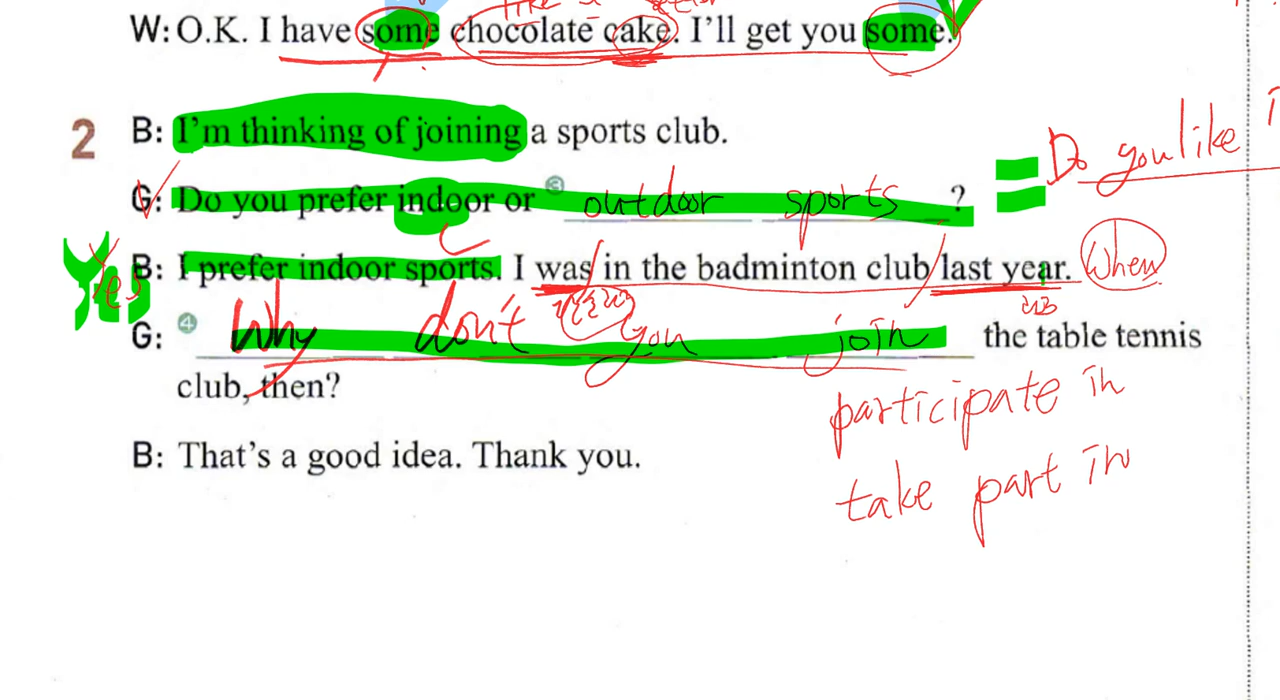 W: O.K. I have some chocolate cake. I'll get you some.
2 B: I'm thinking of joining a sports club.
G: Do you prefer indoor or ③ outdoor sports ? = Do you like
Yes B: I prefer indoor sports. I was in the badminton club last year. When
G: ④ Why don't you join the table tennis
club, then?
participate in
B: That's a good idea. Thank you.
take part in